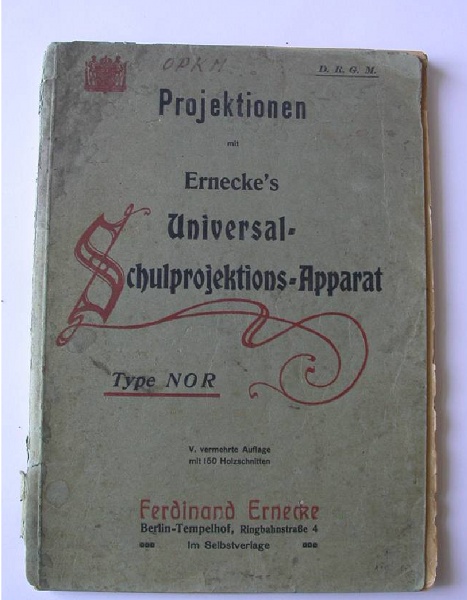 OPKM
D. R. G. M.
Projektionen
mit
Ernecke's
Universal-
Schulprojektions-Apparat
Type NOR
V. vermehrte Auflage
mit 150 Holzschnitten
Ferdinand Ernecke
Berlin-Tempelhof, Ringbahnstraße 4
Im Selbstverlage